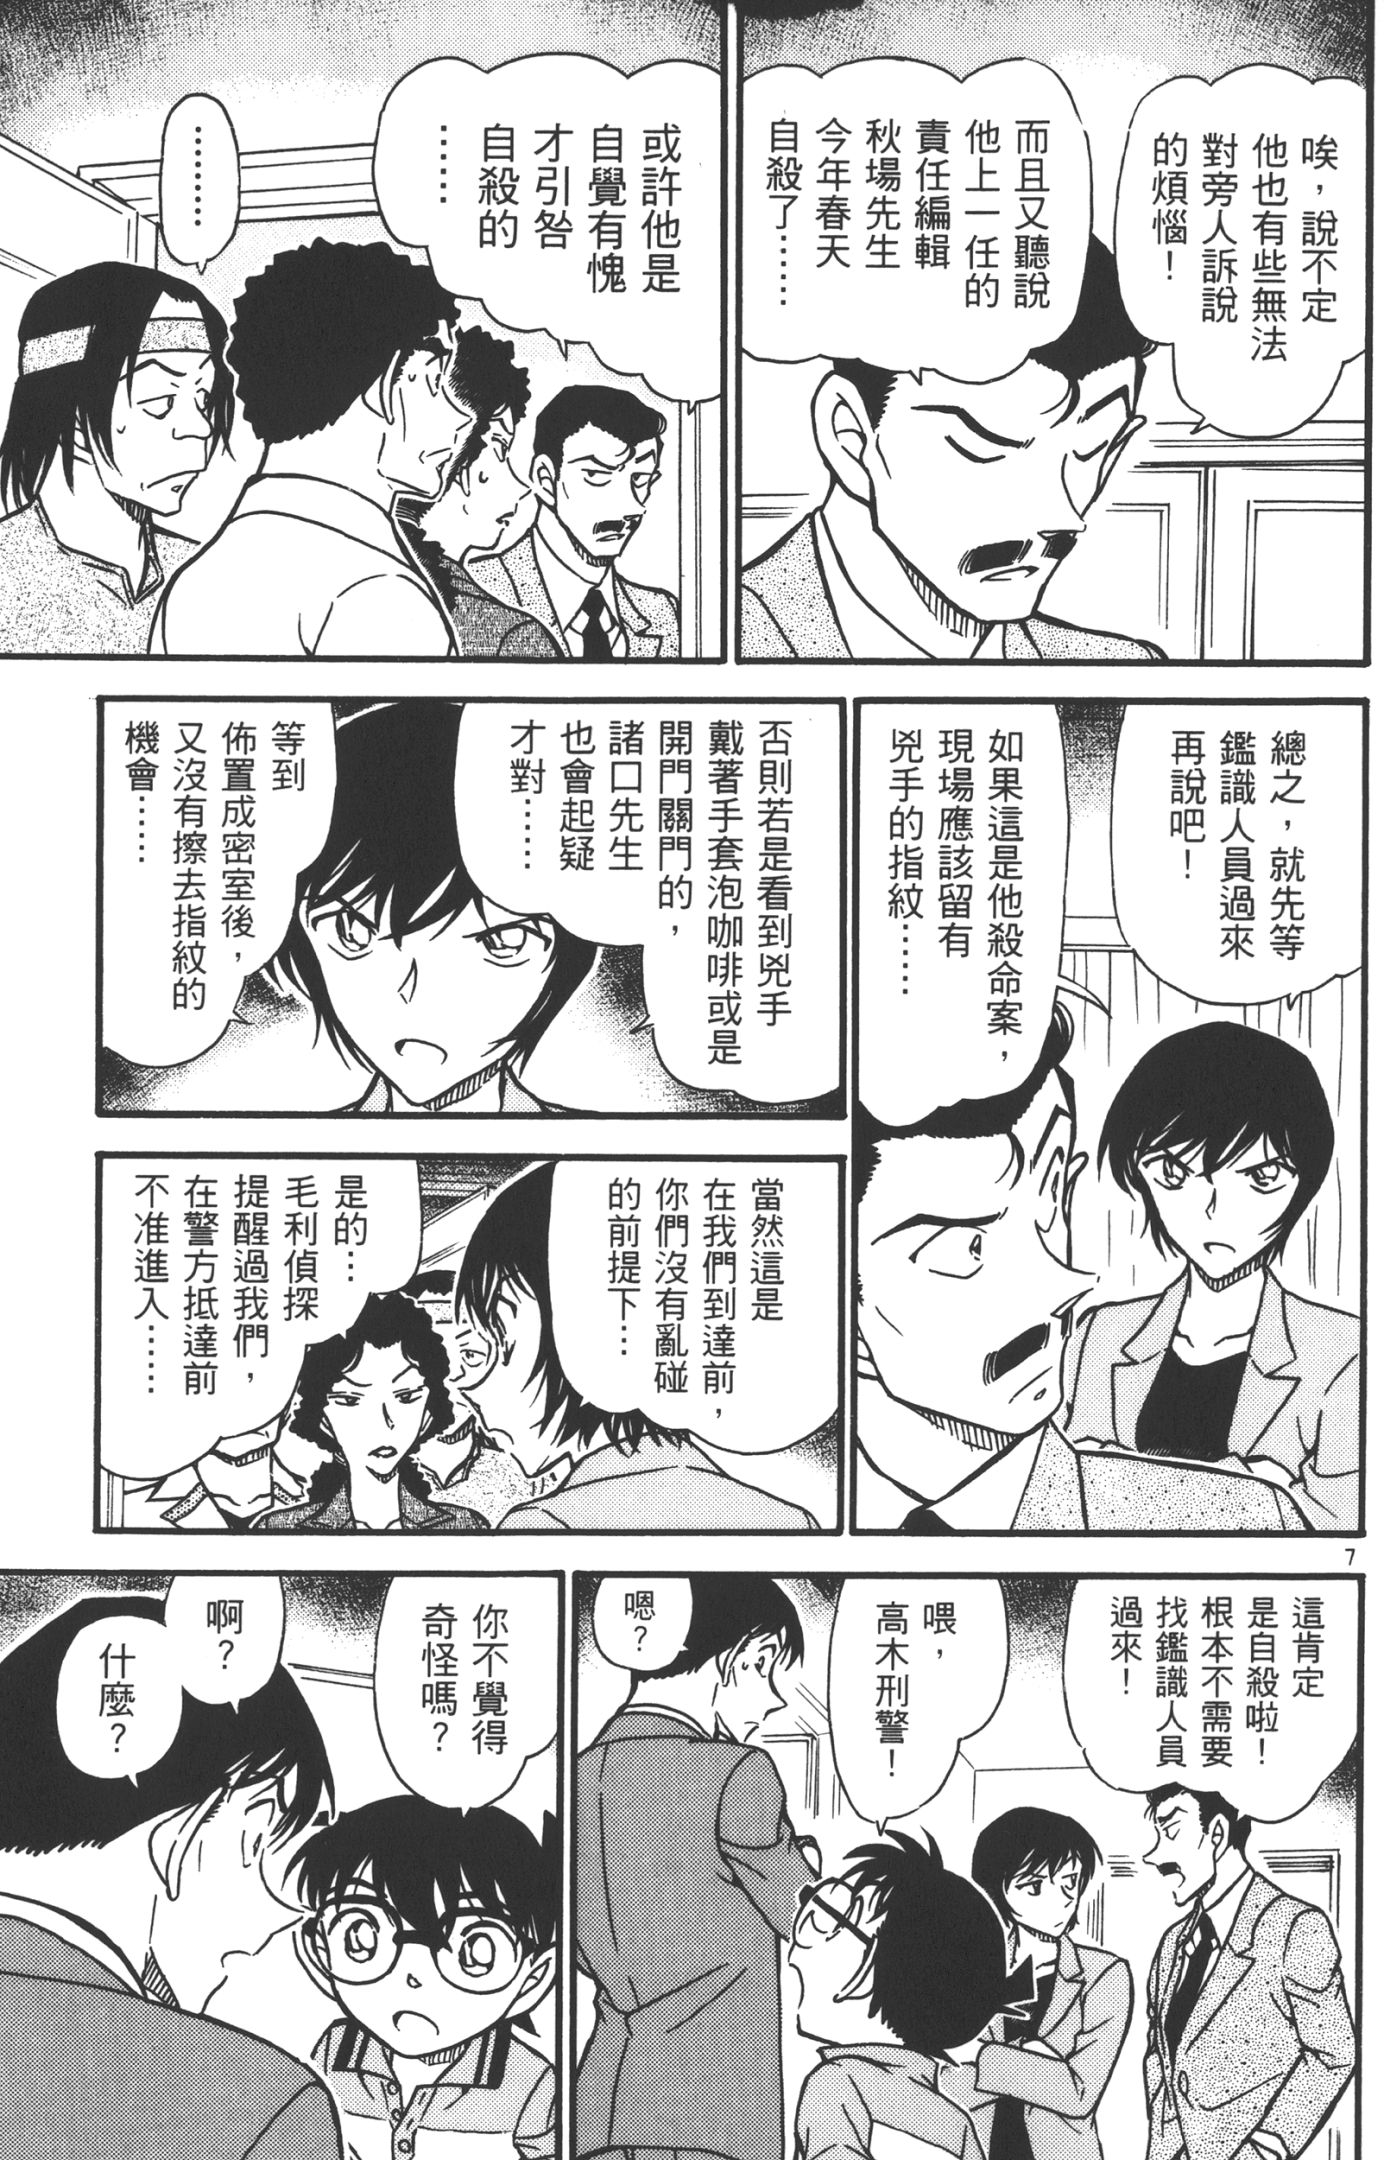 唉，說不定
他也有些無法
對旁人訴說
的煩惱！
而且又聽說
他上一任的
責任編輯
秋場先生
今年春天
自殺了……
或許他是
自覺有愧
才引咎
自殺的
……
………
總之，就先等
鑑識人員過來
再說吧！
如果這是他殺命案，
現場應該留有
兇手的指紋……
否則若是看到兇手
戴著手套泡咖啡或是
開門關門的，
諸口先生
也會起疑
才對……
等到
佈置成密室後，
又沒有擦去指紋的
機會……
當然這是
在我們到達前，
你們沒有亂碰
的前提下…
是的…
毛利偵探
提醒過我們，
在警方抵達前
不准進入……
7
這肯定
是自殺啦！
根本不需要
找鑑識人員
過來！
喂，
高木刑警！
嗯？
你不覺得
奇怪嗎？
啊？
什麼？